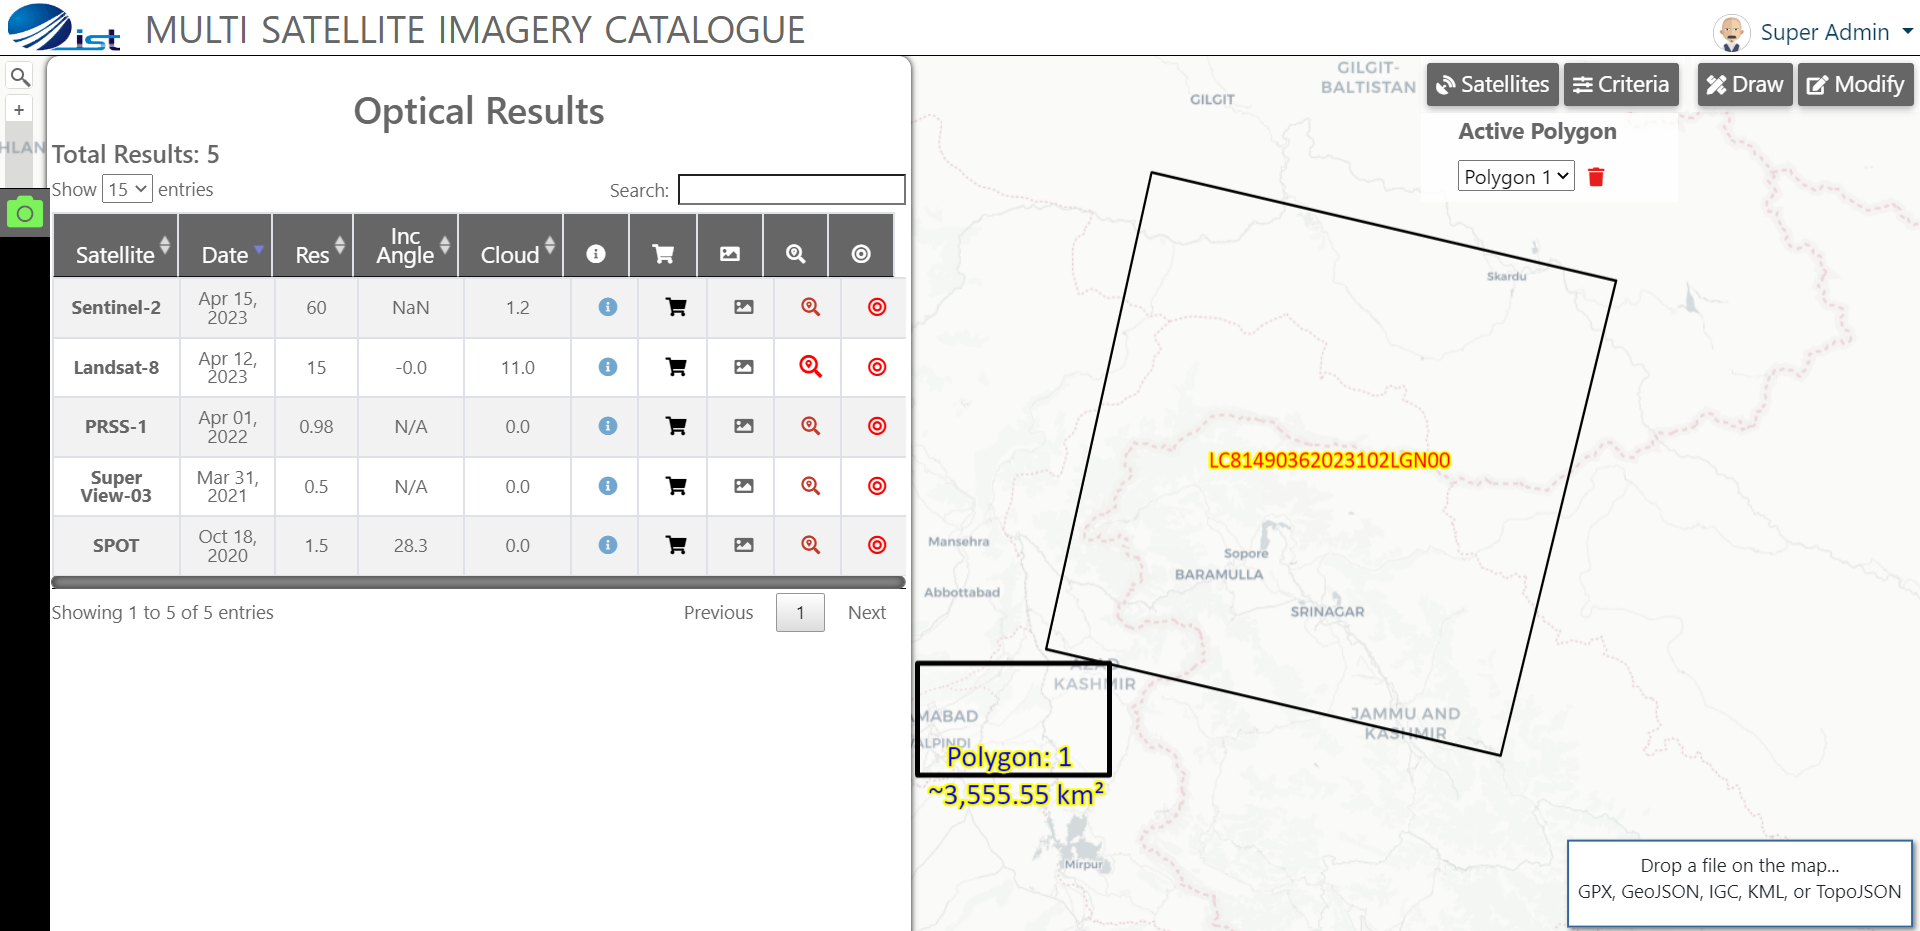 ist MULTI SATELLITE IMAGERY CATALOGUE
Super Admin
+
HLAN
Optical Results
Total Results: 5
Show 15 entries
Search:
Satellite Date Res Inc Angle Cloud
Sentinel-2 Apr 15, 2023 60 NaN 1.2
Landsat-8 Apr 12, 2023 15 -0.0 11.0
PRSS-1 Apr 01, 2022 0.98 N/A 0.0
Super View-03 Mar 31, 2021 0.5 N/A 0.0
SPOT Oct 18, 2020 1.5 28.3 0.0
Showing 1 to 5 of 5 entries
Previous 1 Next
Satellites Criteria Draw Modify
Active Polygon
Polygon 1
GILGIT-
BALTISTAN
GILGIT
Skardu
LC81490362023102LGN00
Mansehra
Sopore
BARAMULLA
Abbottabad
SRINAGAR
AZAD
KASHMIR
MABAD
ALPINDI
JAMMU AND
KASHMIR
Polygon: 1
~3,555.55 km²
Mirpur
Drop a file on the map...
GPX, GeoJSON, IGC, KML, or TopoJSON